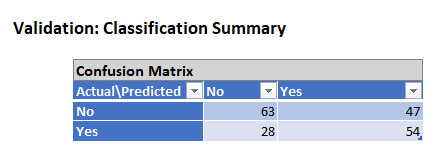 Validation: Classification Summary
Confusion Matrix
Actual\Predicted No Yes
No 63 47
Yes 28 54